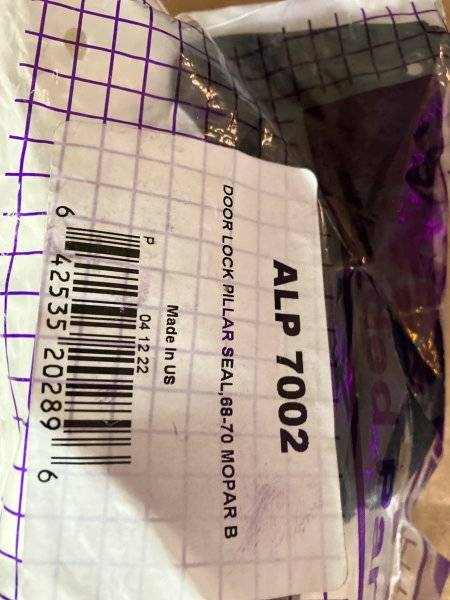 ALP 7002
DOOR LOCK PILLAR SEAL,68-70 MOPAR B
Made In US
P 04 12 22
6 42535 20289 6